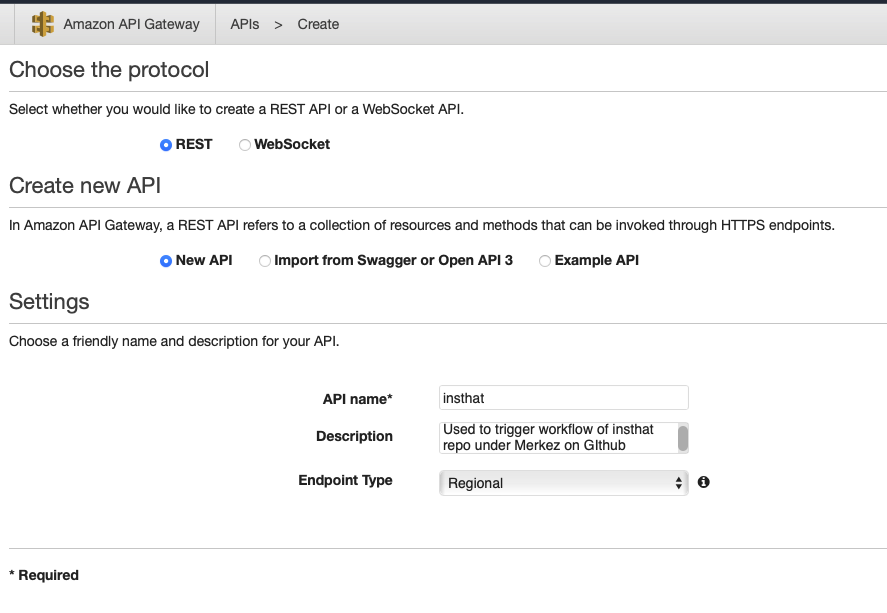 Amazon API Gateway APIs > Create
Choose the protocol
Select whether you would like to create a REST API or a WebSocket API.
REST WebSocket
Create new API
In Amazon API Gateway, a REST API refers to a collection of resources and methods that can be invoked through HTTPS endpoints.
New API Import from Swagger or Open API 3 Example API
Settings
Choose a friendly name and description for your API.
API name* insthat
Description Used to trigger workflow of insthat
repo under Merkez on GIthub
Endpoint Type Regional
* Required